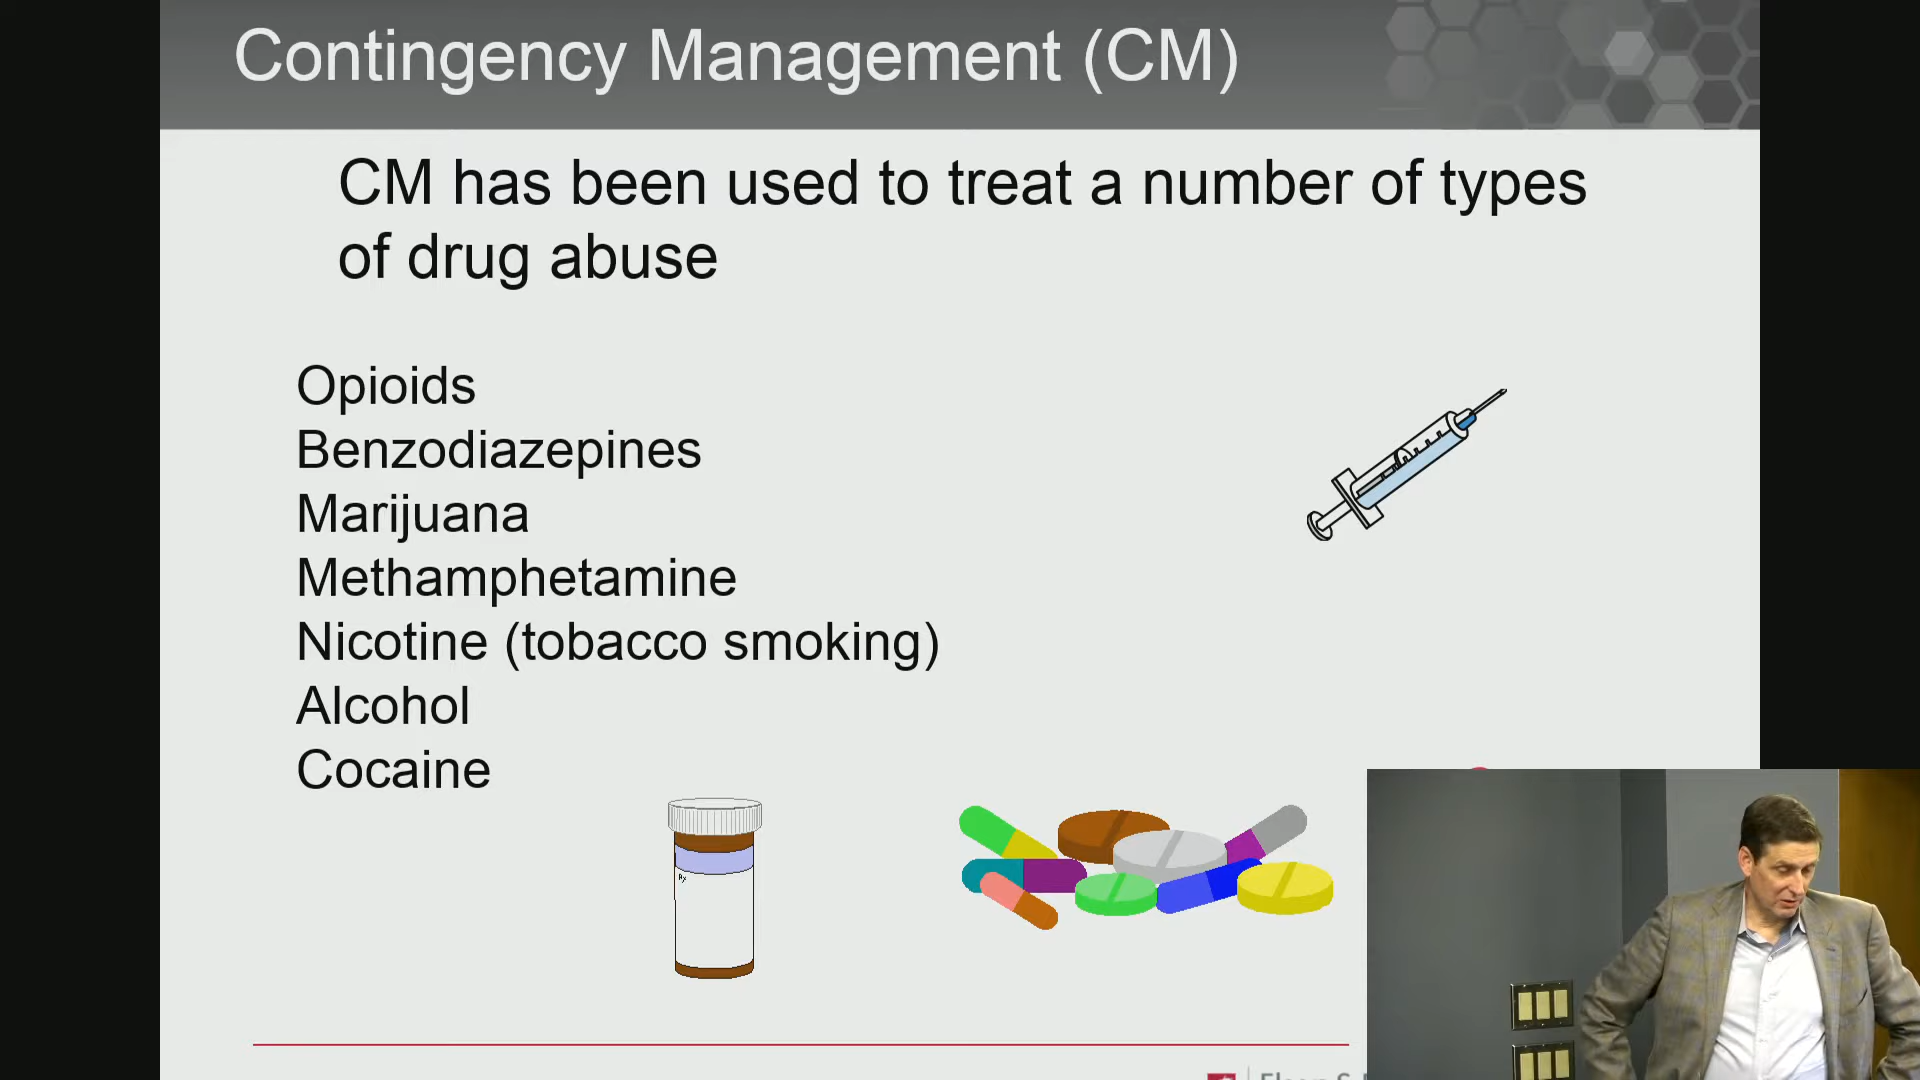 Contingency Management (CM)
CM has been used to treat a number of types
of drug abuse
Opioids
Benzodiazepines
Marijuana
Methamphetamine
Nicotine (tobacco smoking)
Alcohol
Cocaine